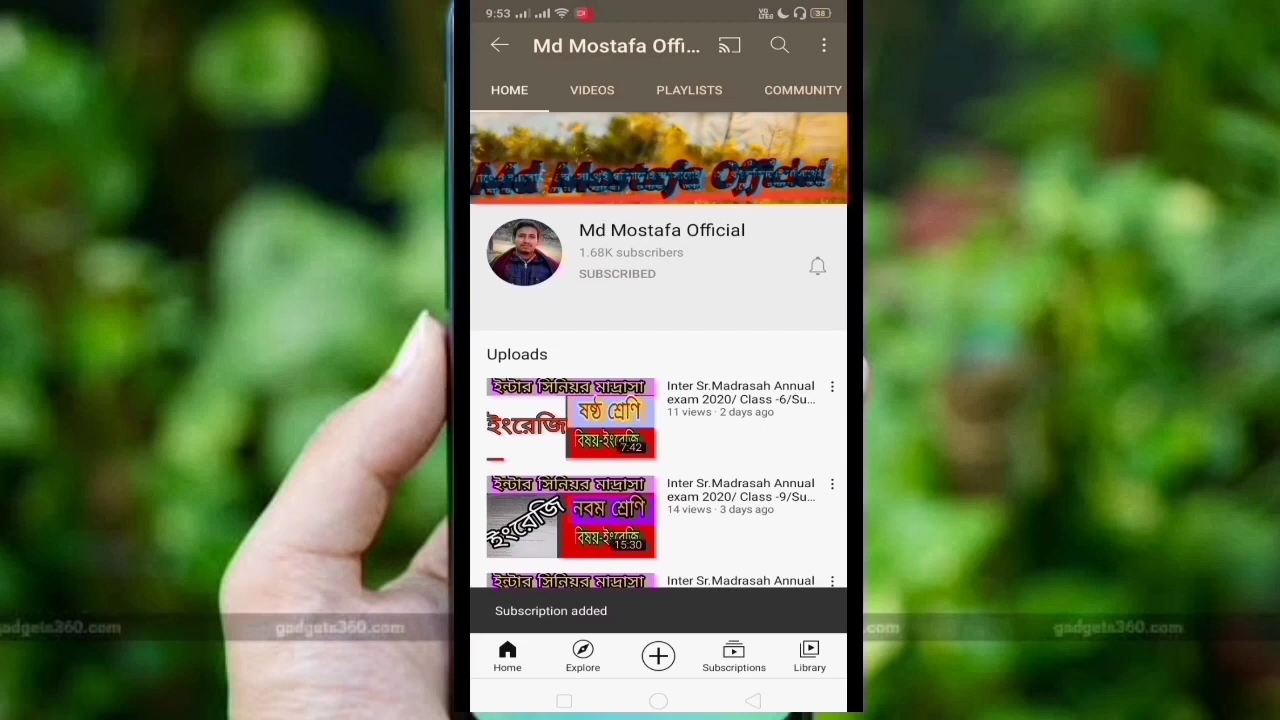 9:53
VO
LTE
38
Md Mostafa Offi...
HOME
VIDEOS
PLAYLISTS
COMMUNITY
Md Mostafa Official
Md Mostafa Official
1.68K subscribers
SUBSCRIBED
Uploads
ইন্টার সিনিয়র মাদ্রাসা
ইংরেজি
ষষ্ঠ শ্রেণি
বিষয়-ইংরেজি
7:42
Inter Sr.Madrasah Annual
exam 2020/ Class -6/Su...
11 views · 2 days ago
ইন্টার সিনিয়র মাদ্রাসা
ইংরেজি
নবম শ্রেণি
বিষয়-ইংরেজি
15:30
Inter Sr.Madrasah Annual
exam 2020/ Class -9/Su...
14 views · 3 days ago
ইন্টার সিনিয়র মাদ্রাসা
Inter Sr.Madrasah Annual
Subscription added
gadgets360.com
gadgets360.com
Home
Explore
Subscriptions
Library